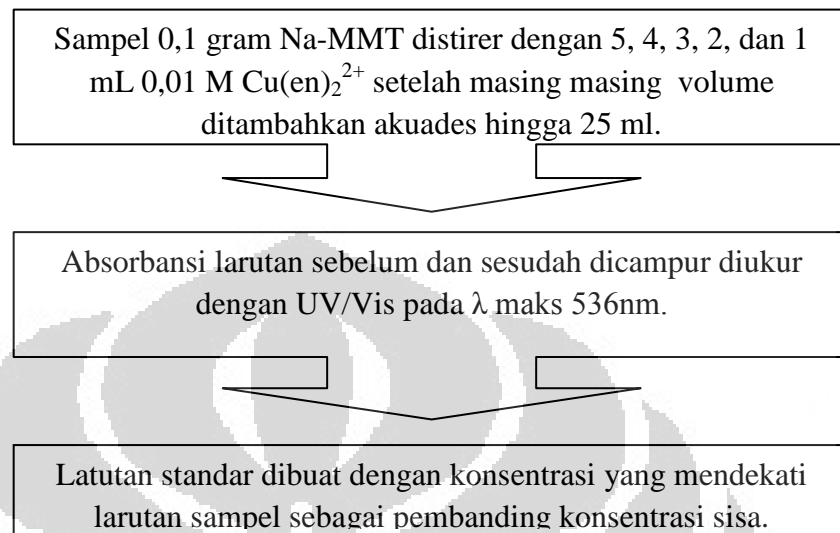 Sampel 0,1 gram Na-MMT distirer dengan 5, 4, 3, 2, dan 1
mL 0,01 M Cu(en)₂²⁺ setelah masing masing volume
ditambahkan akuades hingga 25 ml.
Absorbansi larutan sebelum dan sesudah dicampur diukur
dengan UV/Vis pada λ maks 536nm.
Latutan standar dibuat dengan konsentrasi yang mendekati
larutan sampel sebagai pembanding konsentrasi sisa.